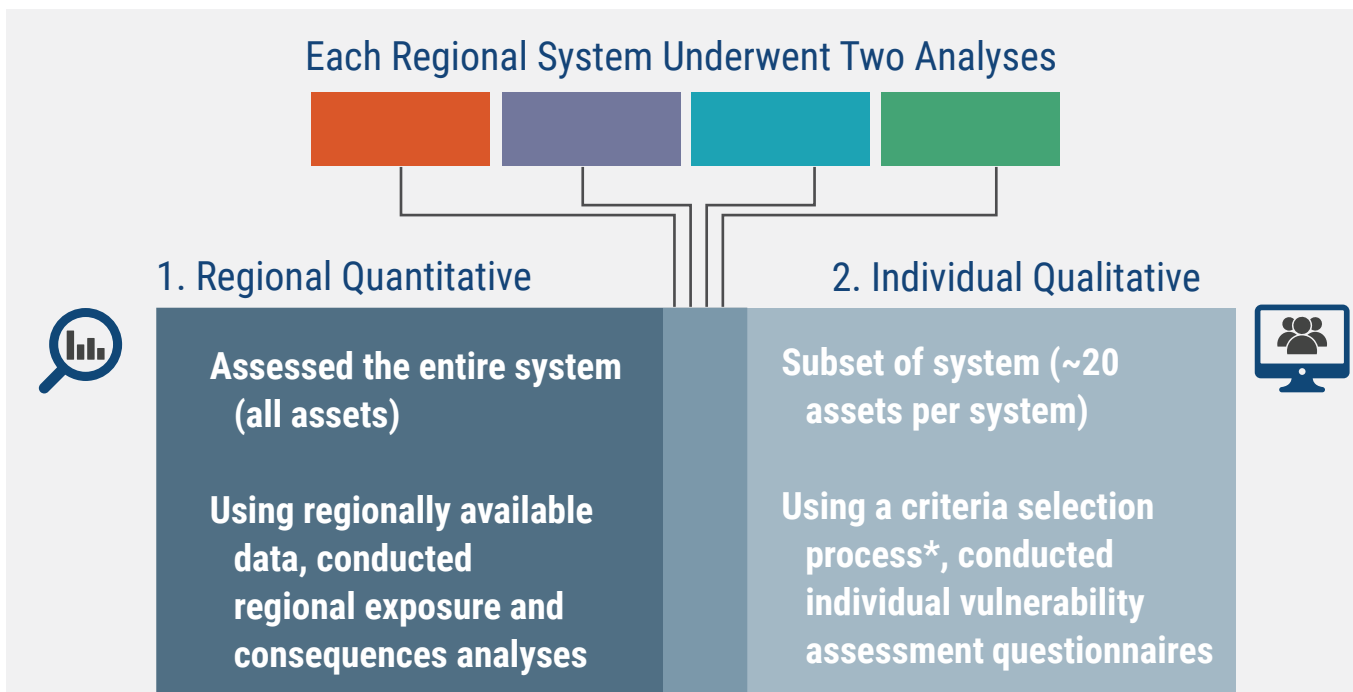 Each Regional System Underwent Two Analyses
1. Regional Quantitative
Assessed the entire system
(all assets)
Using regionally available
data, conducted
regional exposure and
consequences analyses
2. Individual Qualitative
Subset of system (~20
assets per system)
Using a criteria selection
process*, conducted
individual vulnerability
assessment questionnaires